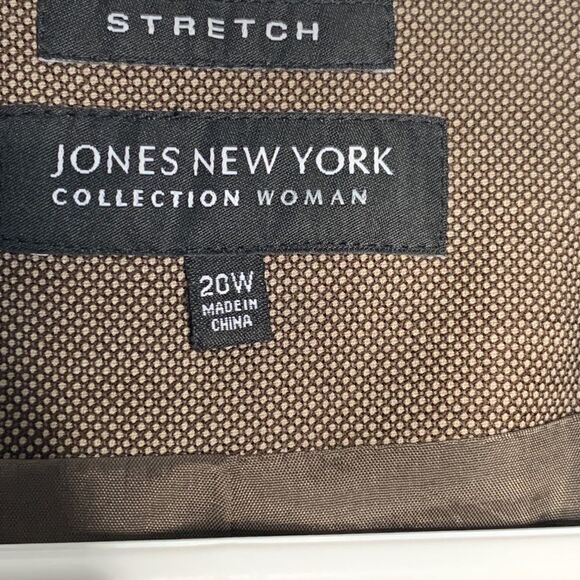 STRETCH
JONES NEW YORK
COLLECTION WOMAN
20W
MADE IN
CHINA